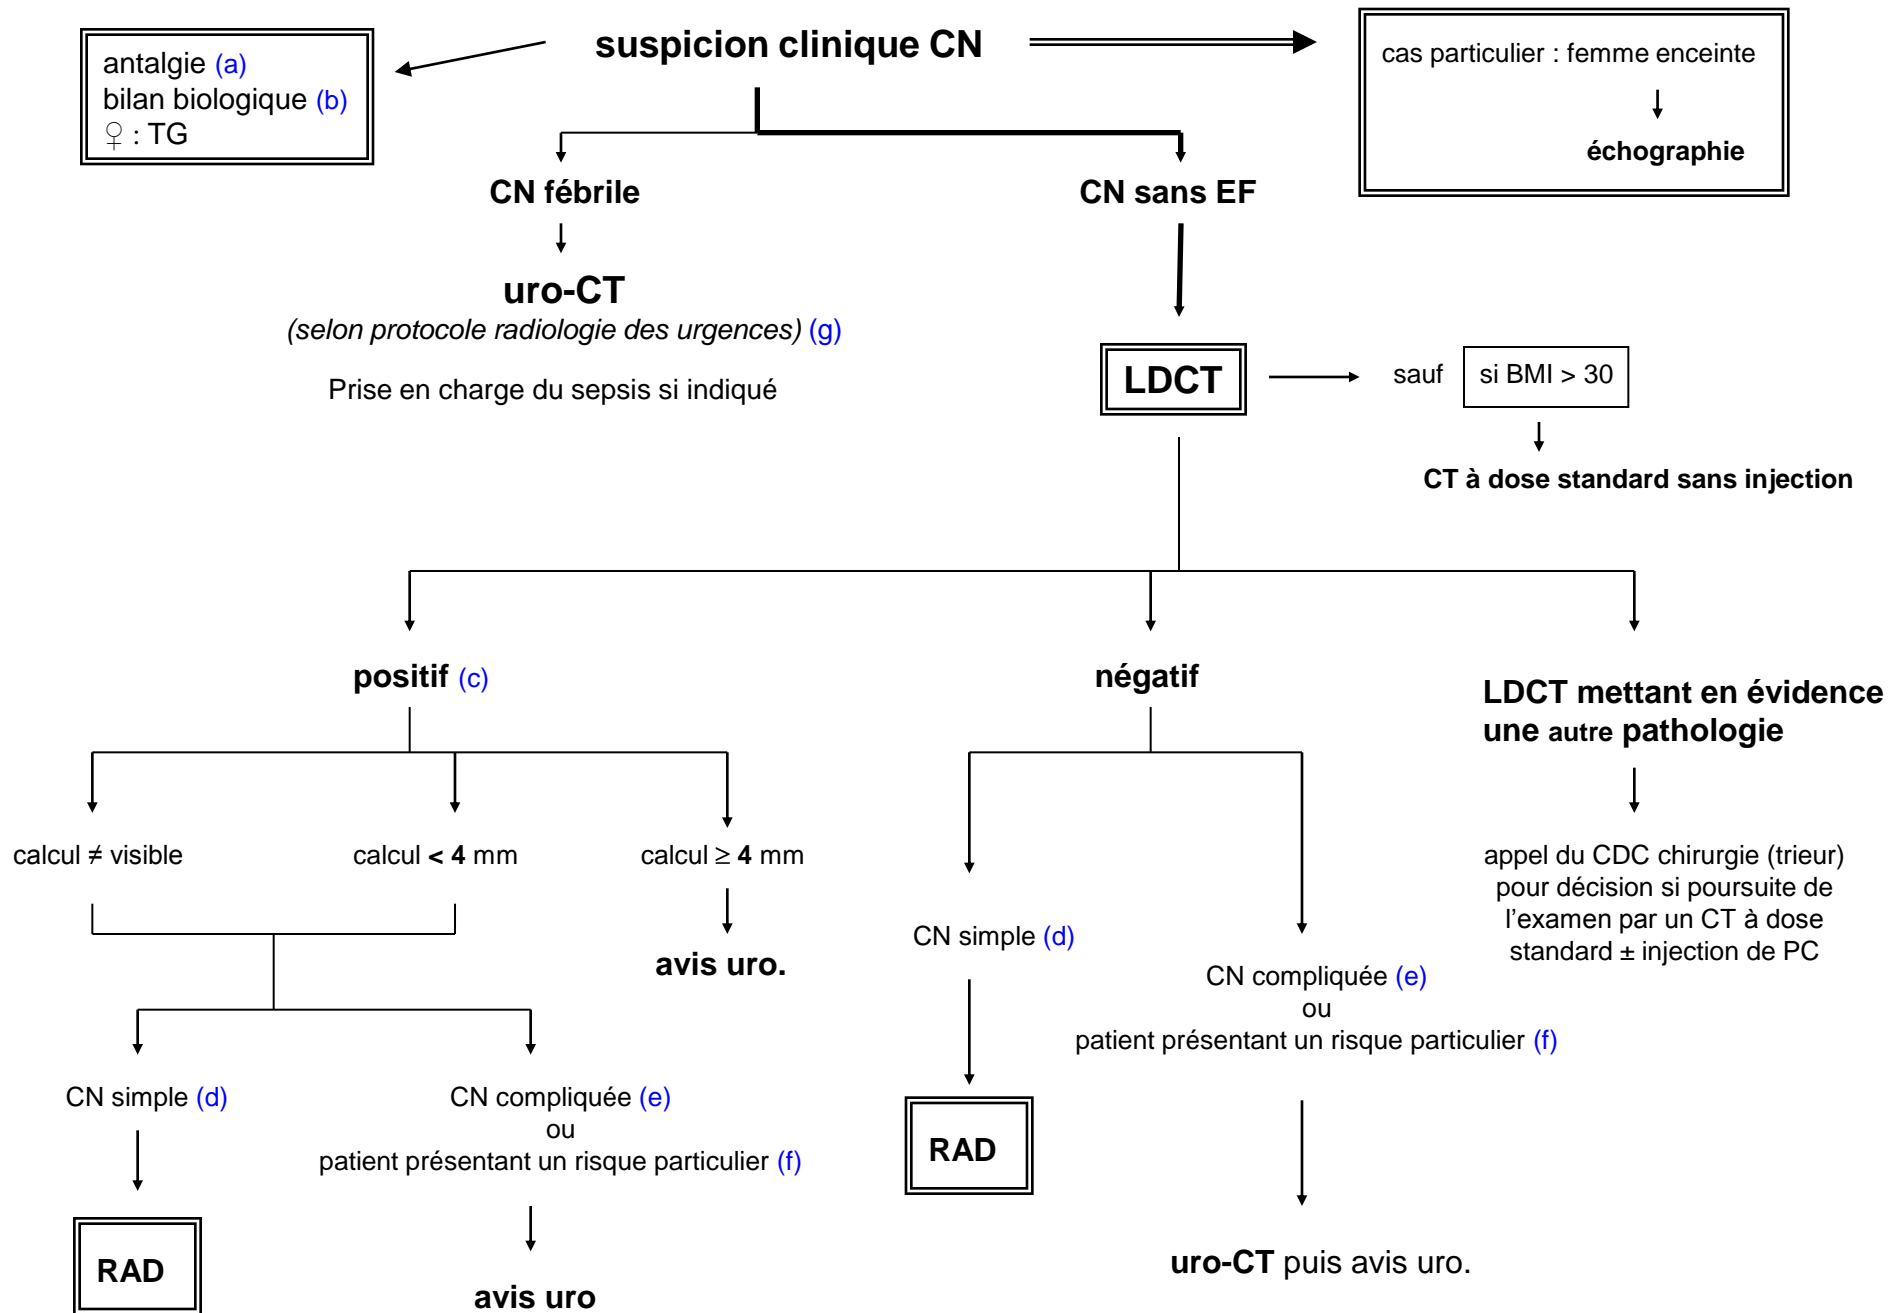 suspicion clinique CN
antalgie (a)
bilan biologique (b)
♀ : TG
cas particulier : femme enceinte
échographie
CN fébrile
CN sans EF
uro-CT
(selon protocole radiologie des urgences) (g)
Prise en charge du sepsis si indiqué
LDCT
sauf
si BMI > 30
CT à dose standard sans injection
positif (c)
négatif
LDCT mettant en évidence
une autre pathologie
calcul ≠ visible
calcul < 4 mm
calcul ≥ 4 mm
avis uro.
appel du CDC chirurgie (trieur)
pour décision si poursuite de
l’examen par un CT à dose
standard ± injection de PC
CN simple (d)
CN compliquée (e)
ou
patient présentant un risque particulier (f)
CN simple (d)
CN compliquée (e)
ou
patient présentant un risque particulier (f)
RAD
RAD
avis uro
uro-CT puis avis uro.